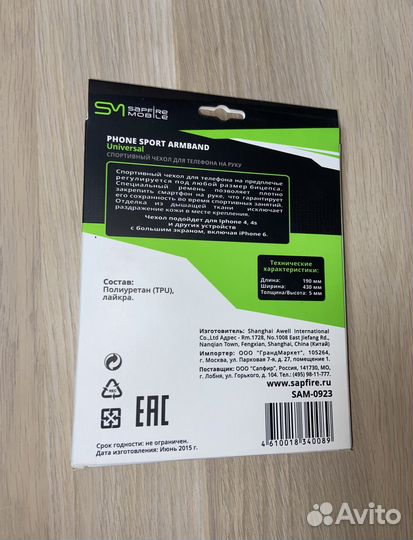 SM SAPFIRE
MOBILE
PHONE SPORT ARMBAND
Universal
СПОРТИВНЫЙ ЧЕХОЛ ДЛЯ ТЕЛЕФОНА НА РУКУ
Спортивный чехол для телефона на предплечье
регулируется под любой размер бицепса.
Специальный ремень позволяет плотно
закрепить смартфон на руке, что гарантирует
его сохранность во время спортивных занятий.
Отделка из дышащей ткани исключает
раздражение кожи в месте крепления.
Чехол подойдет для Iphone 4, 4s
и других устройств
с большим экраном, включая iPhone 6.
Технические
характеристики:
Длина: 190 мм
Ширина: 430 мм
Толщина/Высота: 5 мм
Состав:
Полиуретан (TPU),
лайкра.
Изготовитель: Shanghai Awell International
Co.,Ltd Адрес - Rm.1728, No.1008 East Jiefang Rd.,
Nanqian Town, Fengxian, Shanghai, China (Китай)
Импортер: ООО "ГрандМаркет", 105264,
г. Москва, ул. Парковая 7-я, д. 27, помещение 1.
Поставщик: ООО «Сапфир», Россия, 141730, МО,
г. Лобня, ул. Горького, д. 104. Тел.: (495) 98-11-777.
www.sapfire.ru
SAM-0923
EAC
4 610018 340089
Срок годности: не ограничен.
Дата изготовления: Июнь 2015 г.
Avito